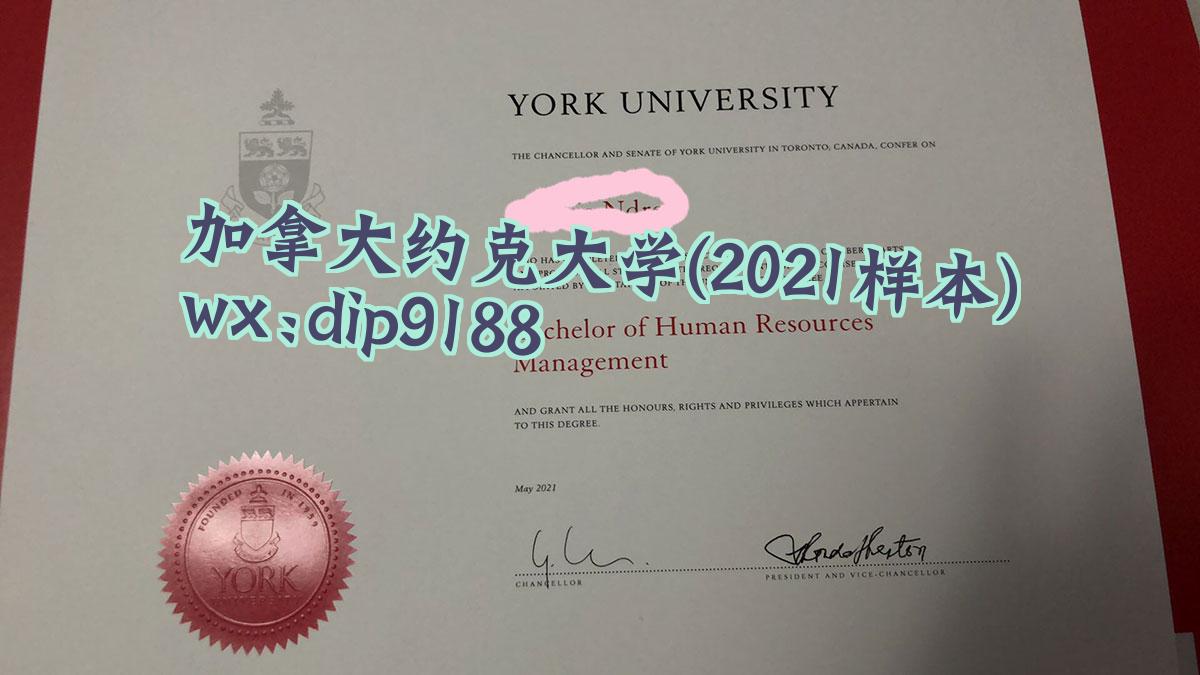 YORK UNIVERSITY
THE CHANCELLOR AND SENATE OF YORK UNIVERSITY IN TORONTO, CANADA, CONFER ON
加拿大约克大学(2021样本)
wx:dip9188
of Human Resources
Management
AND GRANT ALL THE HONOURS, RIGHTS AND PRIVILEGES WHICH APPERTAIN
TO THIS DEGREE.
May 2021
CHANCELLOR
PRESIDENT AND VICE-CHANCELLOR
FOUNDED IN 1959
YORK